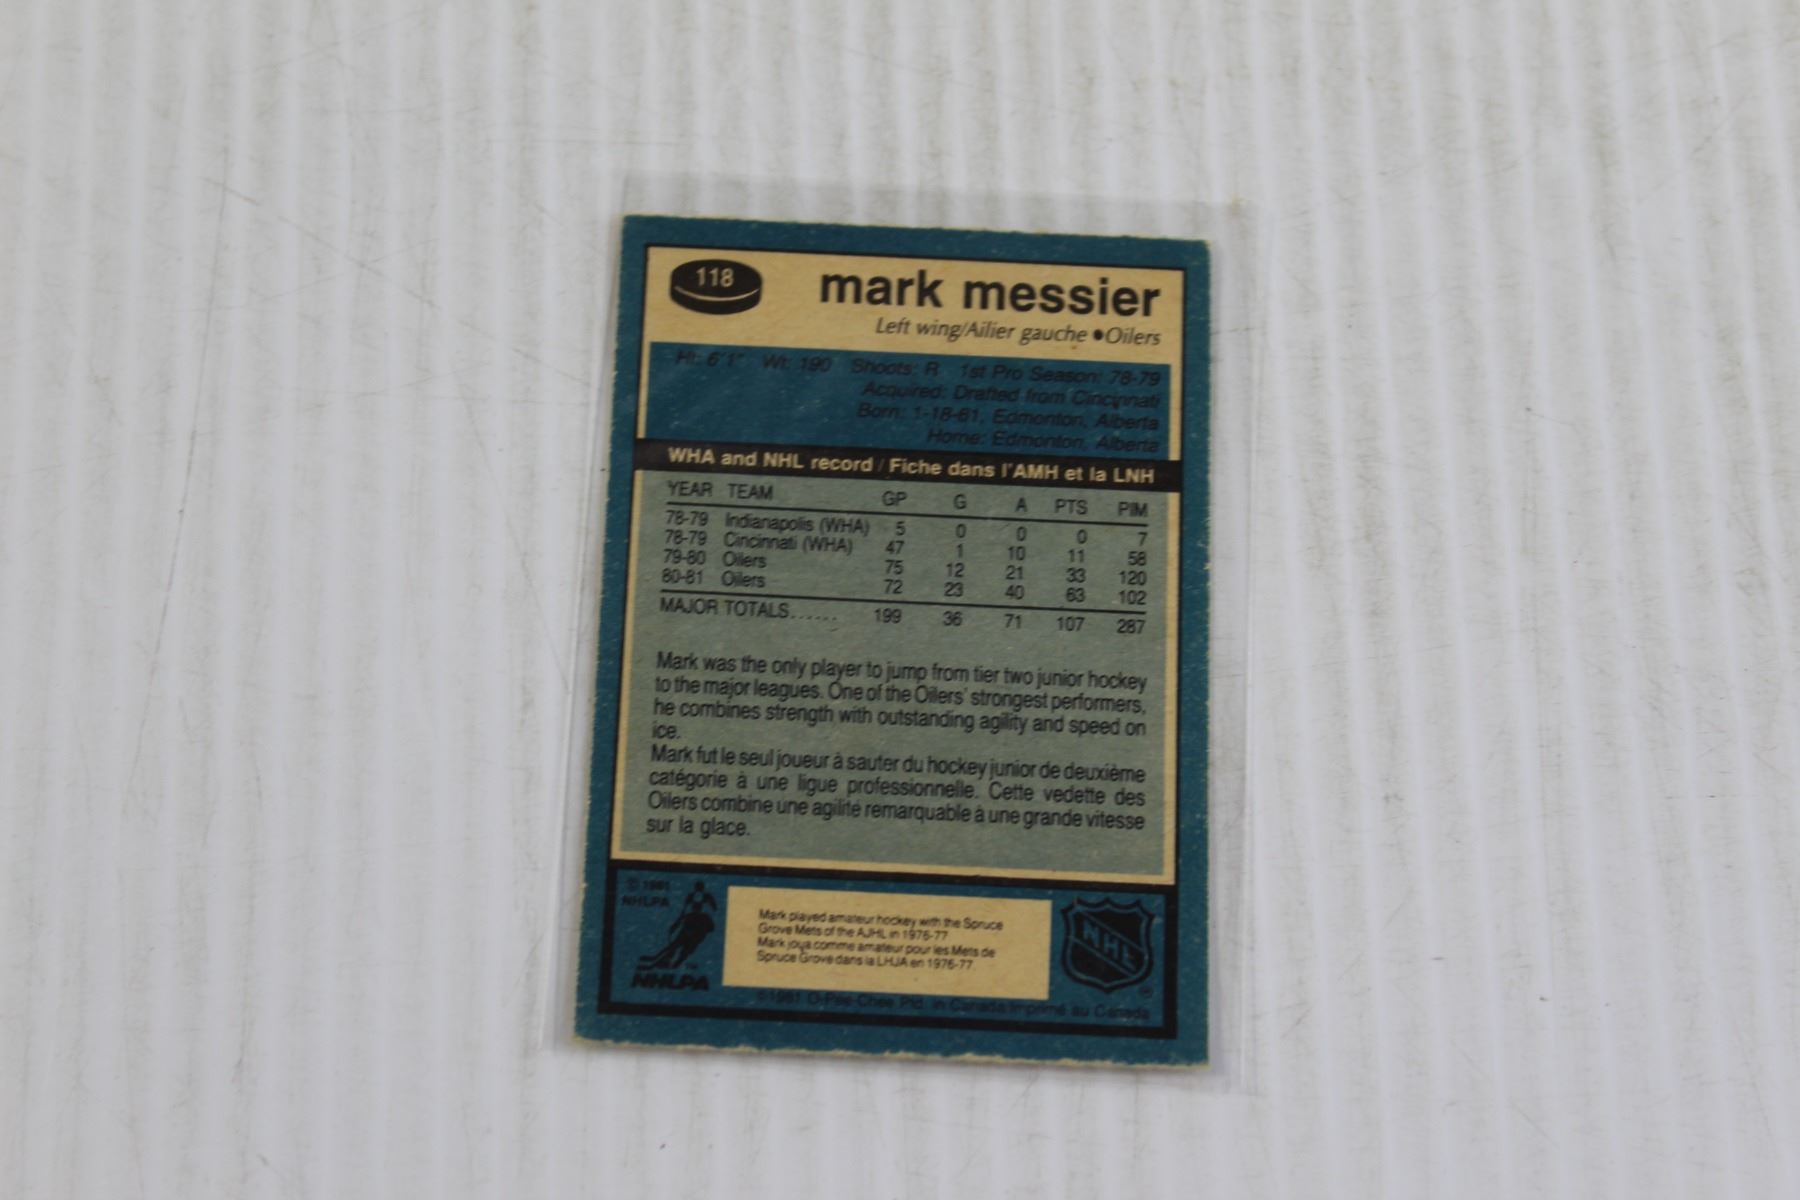 118
mark messier
Left wing/Ailier gauche ●Oilers
Ht: 6'1" Wt: 190 Shoots: R 1st Pro Season: 78-79
Acquired: Drafted from Cincinnati
Born: 1-18-61, Edmonton, Alberta
Home: Edmonton, Alberta
WHA and NHL record / Fiche dans l'AMH et la LNH
YEAR TEAM GP G A PTS PIM
78-79 Indianapolis (WHA) 5 0 0 0 7
78-79 Cincinnati (WHA) 47 1 10 11 58
79-80 Oilers 75 12 21 33 120
80-81 Oilers 72 23 40 63 102
MAJOR TOTALS...... 199 36 71 107 287
Mark was the only player to jump from tier two junior hockey
to the major leagues. One of the Oilers' strongest performers,
he combines strength with outstanding agility and speed on
ice.
Mark fut le seul joueur à sauter du hockey junior de deuxième
catégorie à une ligue professionnelle. Cette vedette des
Oilers combine une agilité remarquable à une grande vitesse
sur la glace.
© 1981
NHLPA
NHLPA
Mark played amateur hockey with the Spruce
Grove Mets of the AJHL in 1976-77
Mark joua comme amateur pour les Mets de
Spruce Grove dans la LHJA en 1976-77.
NHL
©1981 O-Pee-Chee Ptd. in Canada Imprimé au Canada